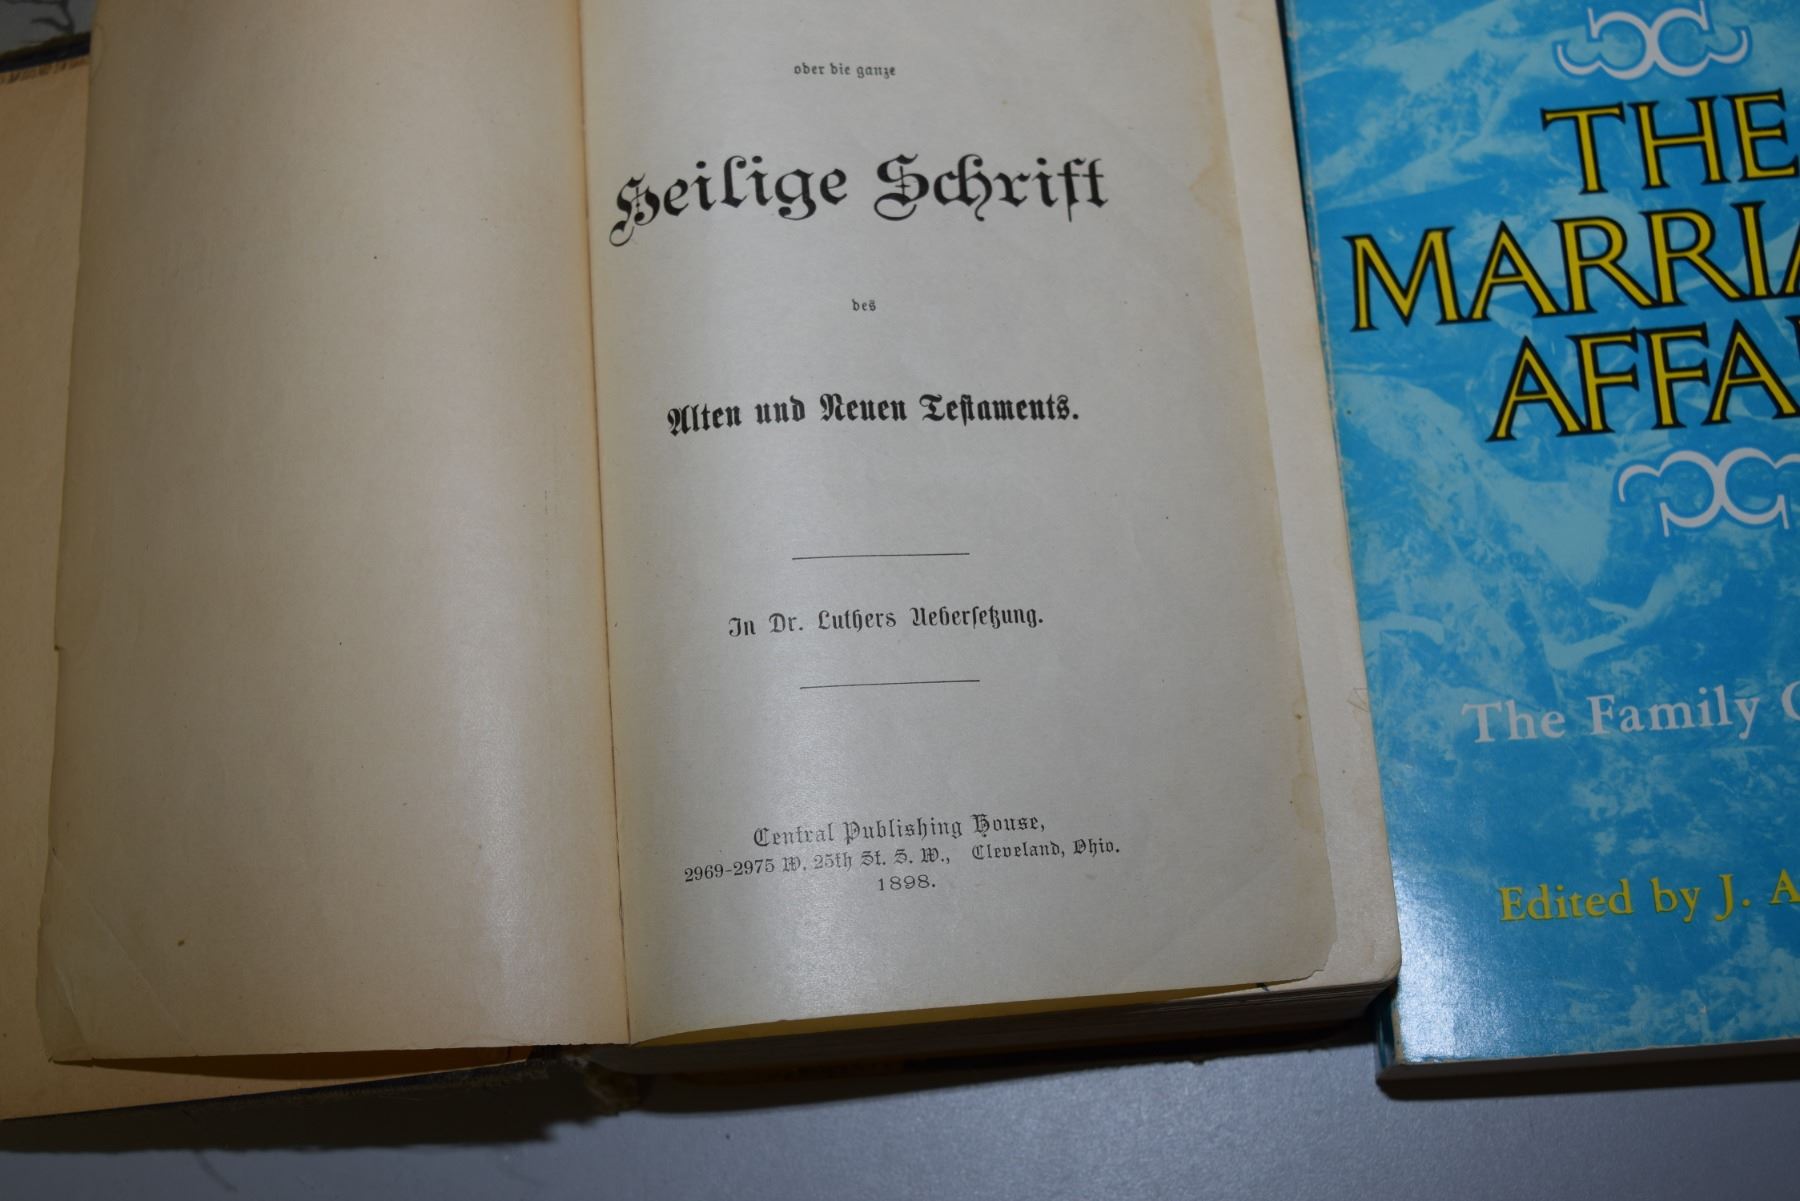 oder die ganze
Heilige Schrift
des
Alten und Neuen Testaments.
In Dr. Luthers Uebersetzung.
Central Publishing House,
2969-2975 W. 25th St. S. W., Cleveland, Ohio.
1898.
THE
MARRIA
AFFAI
The Family
Edited by J. A